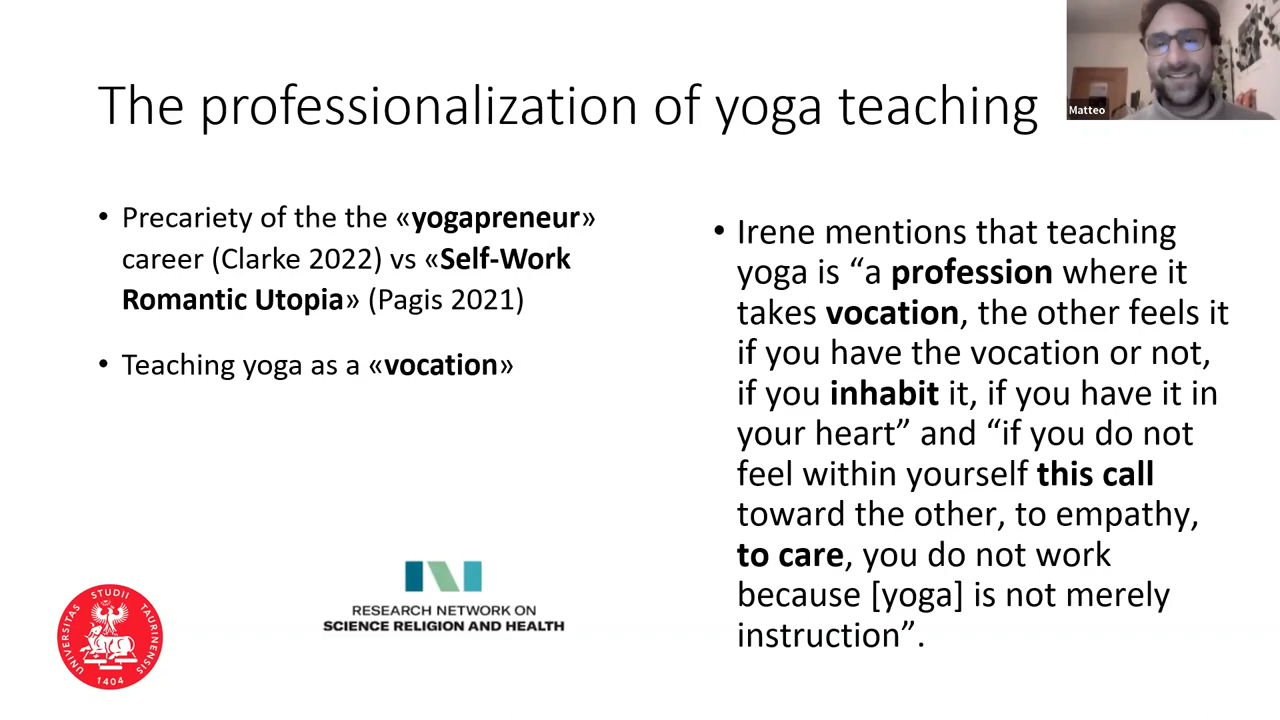 The professionalization of yoga teaching
Matteo
• Precariety of the the «yogapreneur»
career (Clarke 2022) vs «Self-Work
Romantic Utopia» (Pagis 2021)
• Teaching yoga as a «vocation»
• Irene mentions that teaching
yoga is “a profession where it
takes vocation, the other feels it
if you have the vocation or not,
if you inhabit it, if you have it in
your heart” and “if you do not
feel within yourself this call
toward the other, to empathy,
to care, you do not work
because [yoga] is not merely
instruction”.
UNIVERSITAS STUDII TAURINENSIS
1404
RESEARCH NETWORK ON
SCIENCE RELIGION AND HEALTH